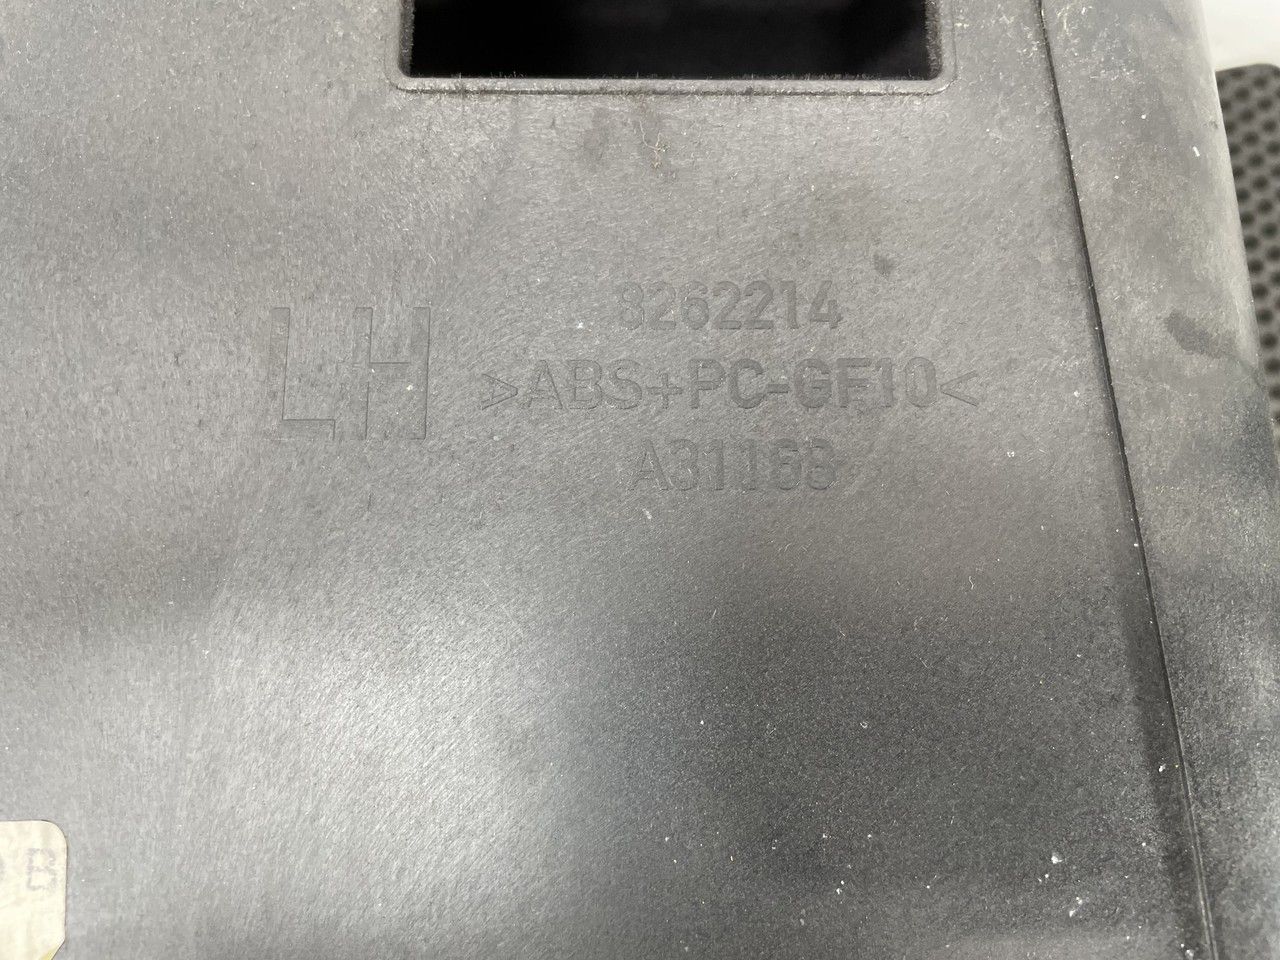 LH
8262214
>ABS+PC-GF10<
A31168
B